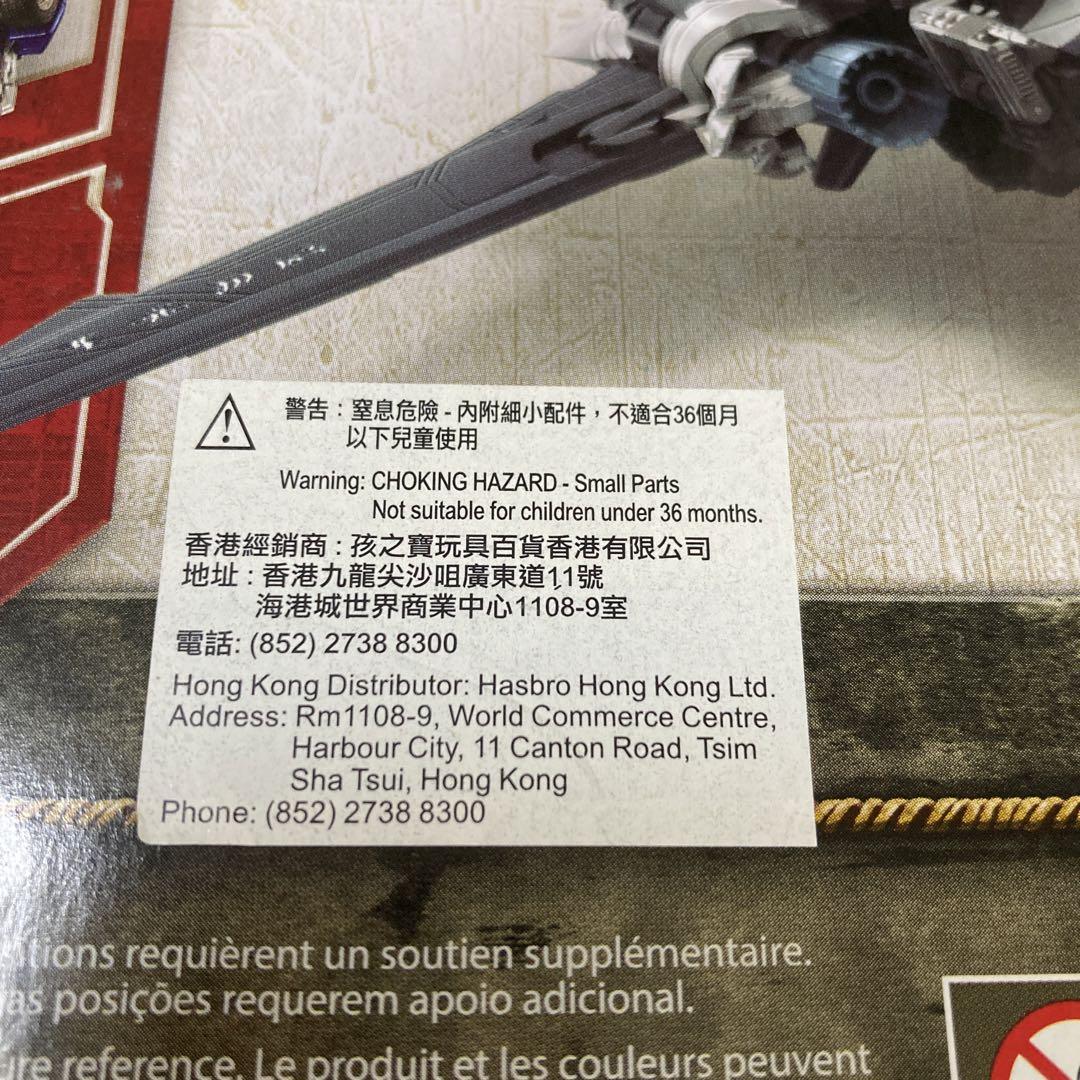 警告：窒息危險 - 內附細小配件，不適合36個月
以下兒童使用
Warning: CHOKING HAZARD - Small Parts
Not suitable for children under 36 months.
香港經銷商 : 孩之寶玩具百貨香港有限公司
地址 : 香港九龍尖沙咀廣東道11號
海港城世界商業中心1108-9室
電話: (852) 2738 8300
Hong Kong Distributor: Hasbro Hong Kong Ltd.
Address: Rm1108-9, World Commerce Centre,
Harbour City, 11 Canton Road, Tsim
Sha Tsui, Hong Kong
Phone: (852) 2738 8300
requièrent un soutien supplémentaire.
posições requerem apoio adicional.
reference. Le produit et les couleurs peuvent